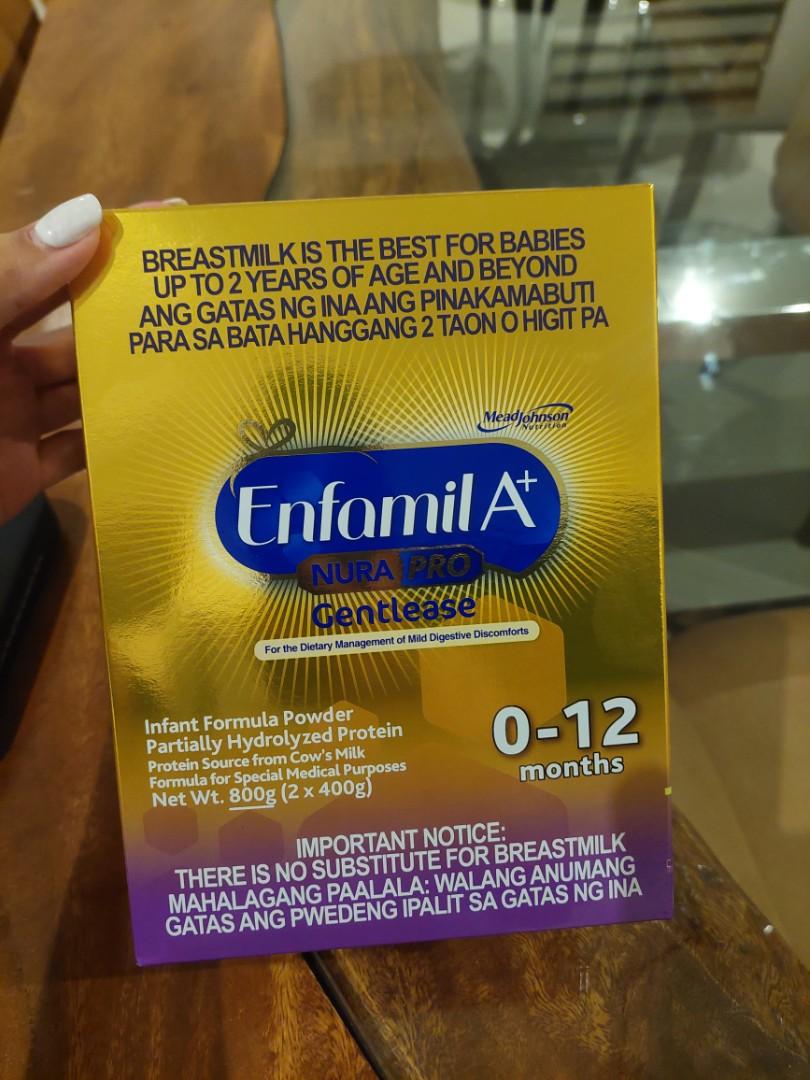 BREASTMILK IS THE BEST FOR BABIES
UP TO 2 YEARS OF AGE AND BEYOND
ANG GATAS NG INA ANG PINAKAMABUTI
PARA SA BATA HANGGANG 2 TAON O HIGIT PA
MeadJohnson
Nutrition
Enfamil A+
NURA PRO
Gentlease
For the Dietary Management of Mild Digestive Discomforts
Infant Formula Powder
Partially Hydrolyzed Protein
Protein Source from Cow's Milk
Formula for Special Medical Purposes
Net Wt. 800g (2 x 400g)
0-12
months
IMPORTANT NOTICE:
THERE IS NO SUBSTITUTE FOR BREASTMILK
MAHALAGANG PAALALA: WALANG ANUMANG
GATAS ANG PWEDENG IPALIT SA GATAS NG INA